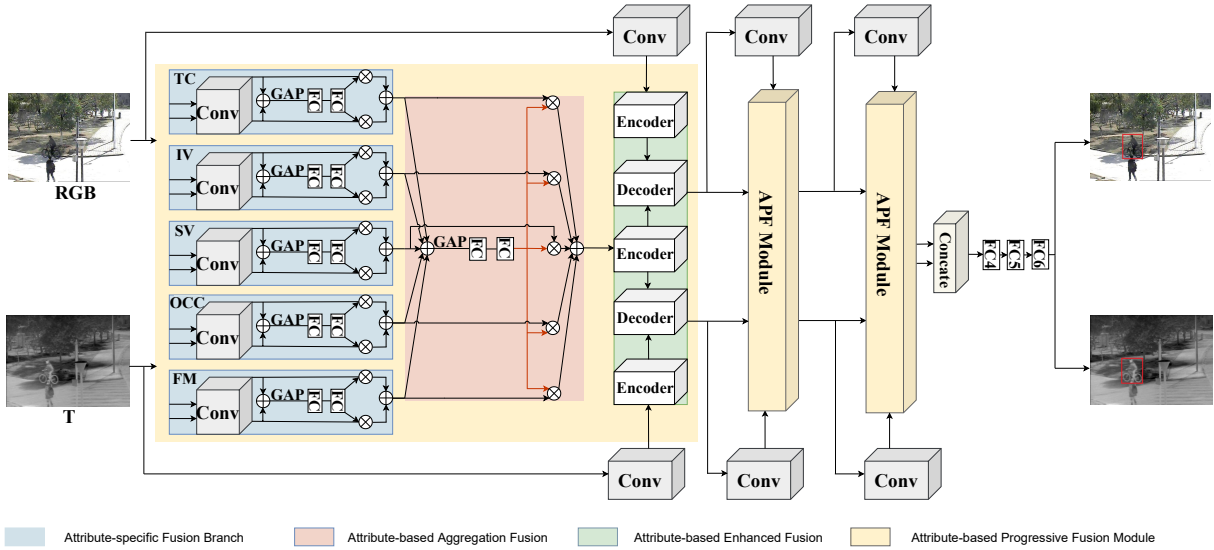 Conv
Conv
Conv
TC
Conv
GAP
FC
FC
RGB
IV
Conv
GAP
FC
FC
SV
Conv
GAP
FC
FC
OCC
Conv
GAP
FC
FC
T
FM
Conv
GAP
FC
FC
GAP
FC
FC
Encoder
Decoder
Encoder
Decoder
Encoder
APF Module
APF Module
Concate
FC4
FC5
FC6
Conv
Conv
Conv
Attribute-specific Fusion Branch
Attribute-based Aggregation Fusion
Attribute-based Enhanced Fusion
Attribute-based Progressive Fusion Module